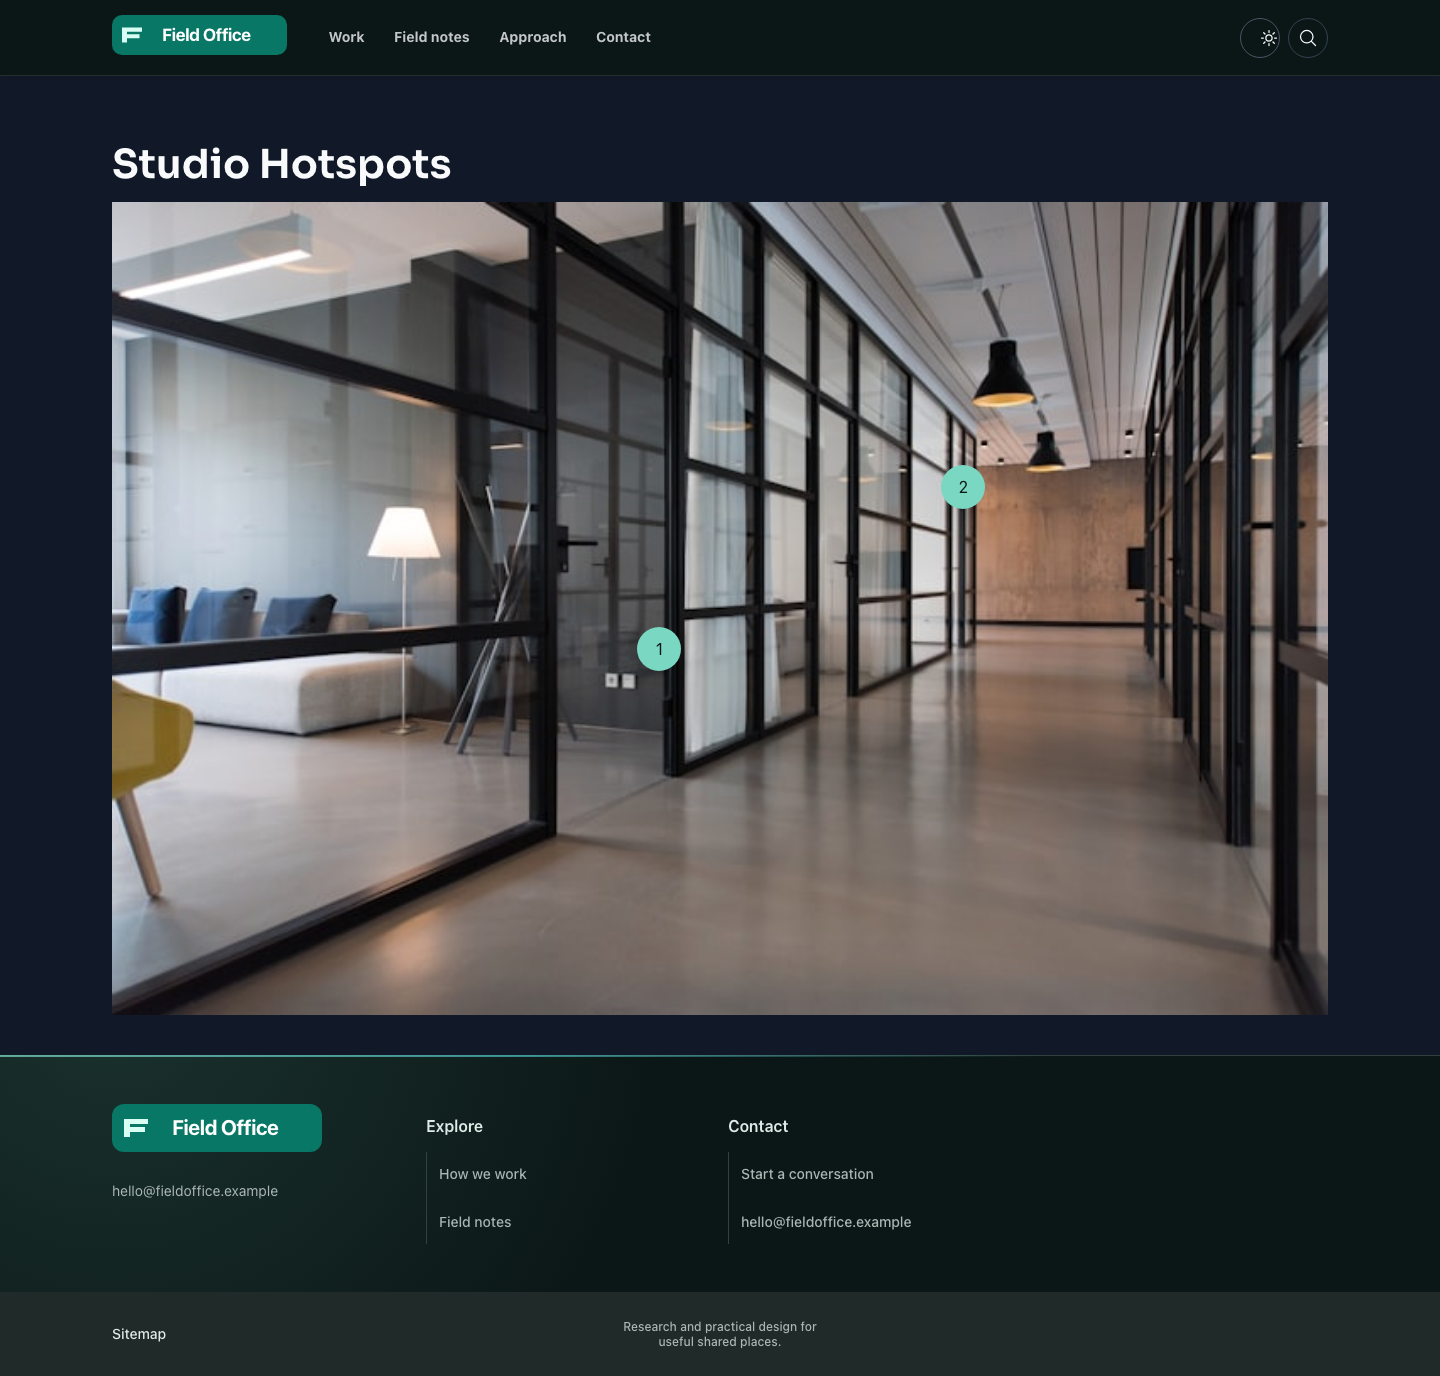 Field Office
Work
Field notes
Approach
Contact
Studio Hotspots
2
1
Field Office
hello@fieldoffice.example
Explore
How we work
Field notes
Contact
Start a conversation
hello@fieldoffice.example
Sitemap
Research and practical design for
useful shared places.